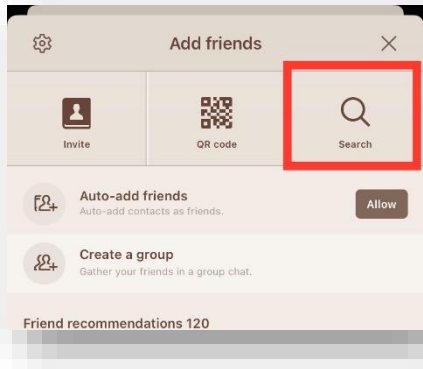 Add friends
Invite
QR code
Search
Auto-add friends
Auto-add contacts as friends.
Allow
Create a group
Gather your friends in a group chat.
Friend recommendations 120